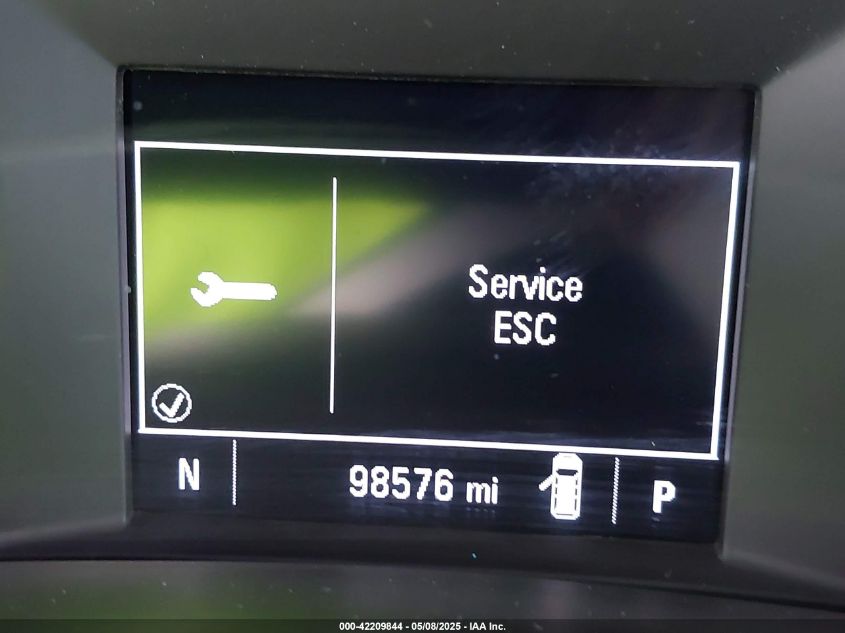 Service
ESC
N 98576 mi P
000-42209844 - 05/08/2025 - IAA Inc.